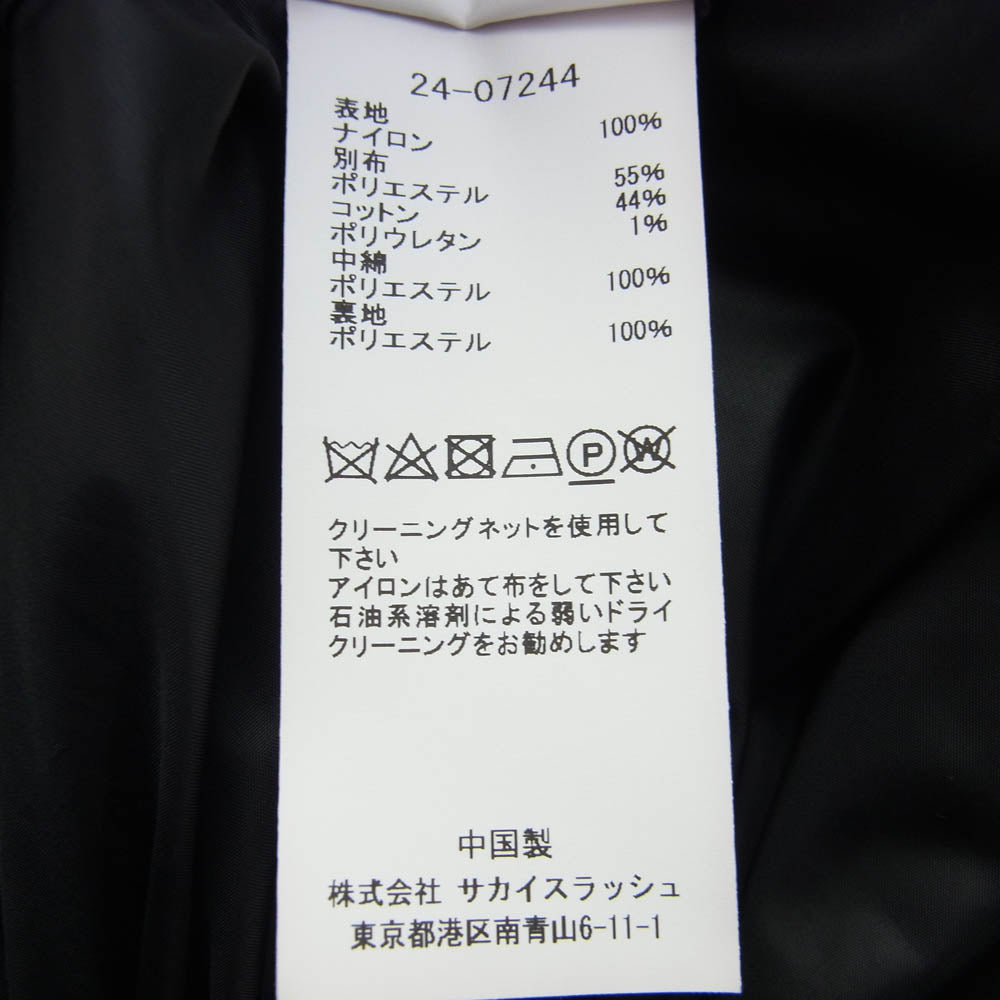 24-07244
表地
ナイロン 100%
別布
ポリエステル 55%
コットン 44%
ポリウレタン 1%
中綿
ポリエステル 100%
裏地
ポリエステル 100%
P W
クリーニングネットを使用して
下さい
アイロンはあて布をして下さい
石油系溶剤による弱いドライ
クリーニングをお勧めします
中国製
株式会社 サカイスラッシュ
東京都港区南青山6-11-1